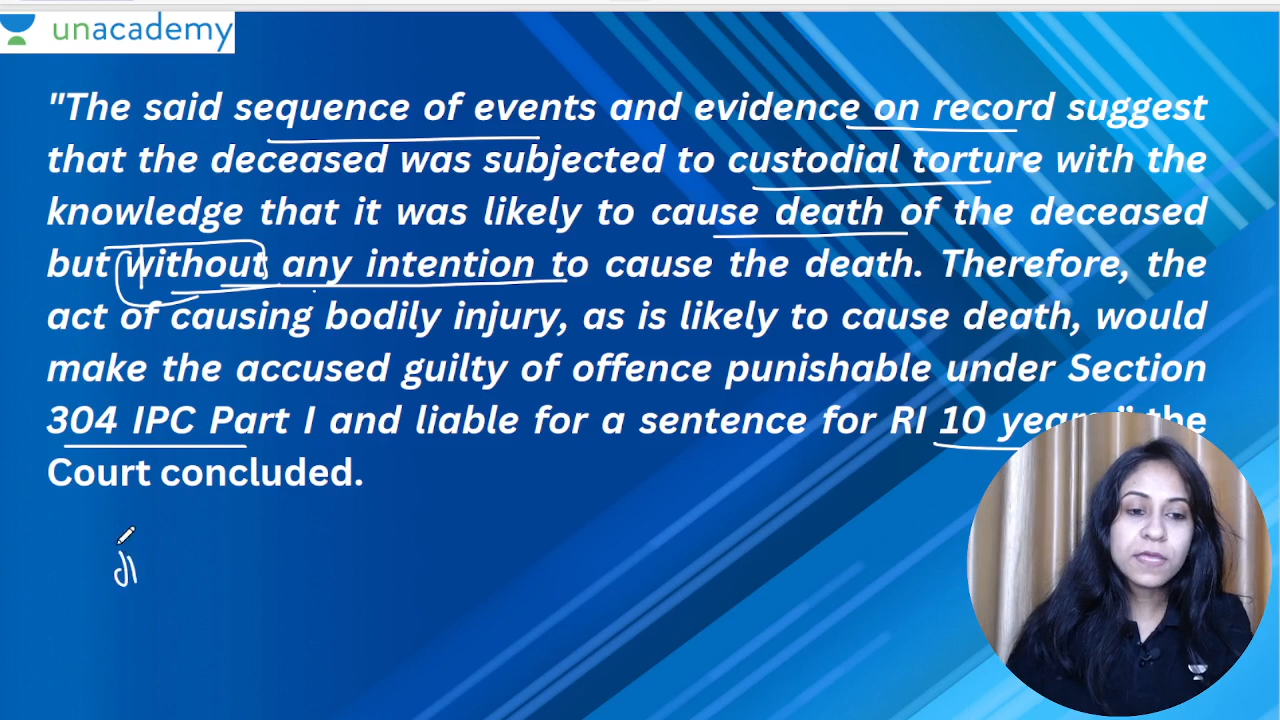 unacademy
"The said sequence of events and evidence on record suggest
that the deceased was subjected to custodial torture with the
knowledge that it was likely to cause death of the deceased
but without any intention to cause the death. Therefore, the
act of causing bodily injury, as is likely to cause death, would
make the accused guilty of offence punishable under Section
304 IPC Part I and liable for a sentence for RI 10 the
Court concluded.